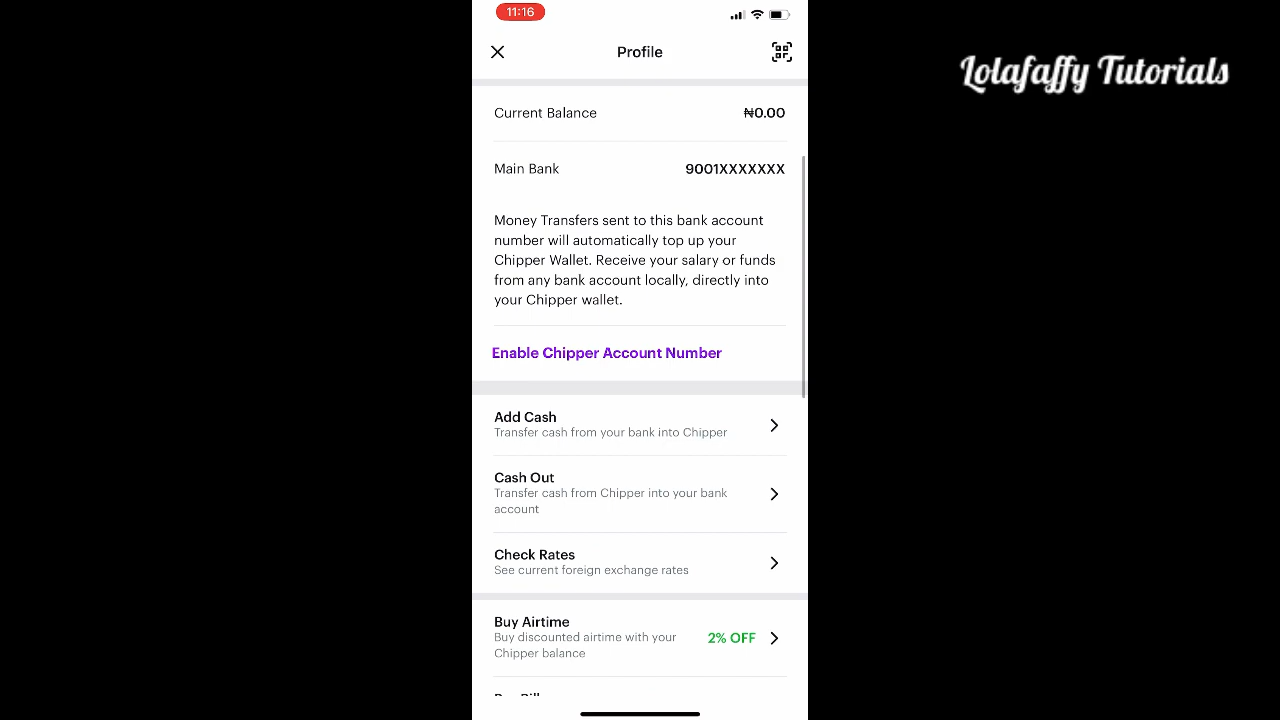 11:16
Lolafaffy Tutorials
Profile
Current Balance ₦0.00
Main Bank 9001XXXXXXX
Money Transfers sent to this bank account
number will automatically top up your
Chipper Wallet. Receive your salary or funds
from any bank account locally, directly into
your Chipper wallet.
Enable Chipper Account Number
Add Cash
Transfer cash from your bank into Chipper
Cash Out
Transfer cash from Chipper into your bank
account
Check Rates
See current foreign exchange rates
Buy Airtime
Buy discounted airtime with your
Chipper balance
2% OFF